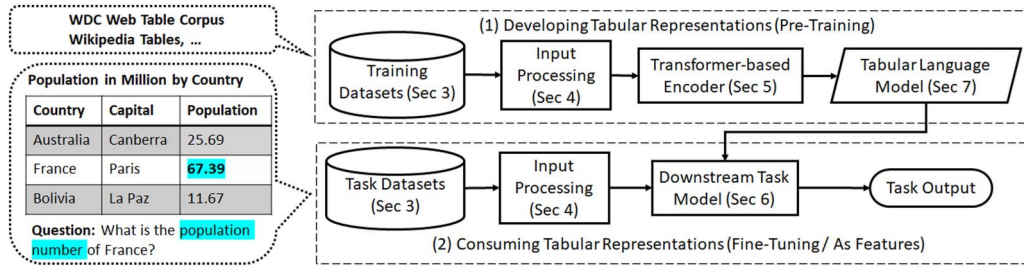 WDC Web Table Corpus
Wikipedia Tables, ...
Population in Million by Country
Country Capital Population
Australia Canberra 25.69
France Paris 67.39
Bolivia La Paz 11.67
Question: What is the population
number of France?
(1) Developing Tabular Representations (Pre-Training)
Training
Datasets (Sec 3)
Input
Processing
(Sec 4)
Transformer-based
Encoder (Sec 5)
Tabular Language
Model (Sec 7)
Task Datasets
(Sec 3)
Input
Processing
(Sec 4)
Downstream Task
Model (Sec 6)
Task Output
(2) Consuming Tabular Representations (Fine-Tuning / As Features)